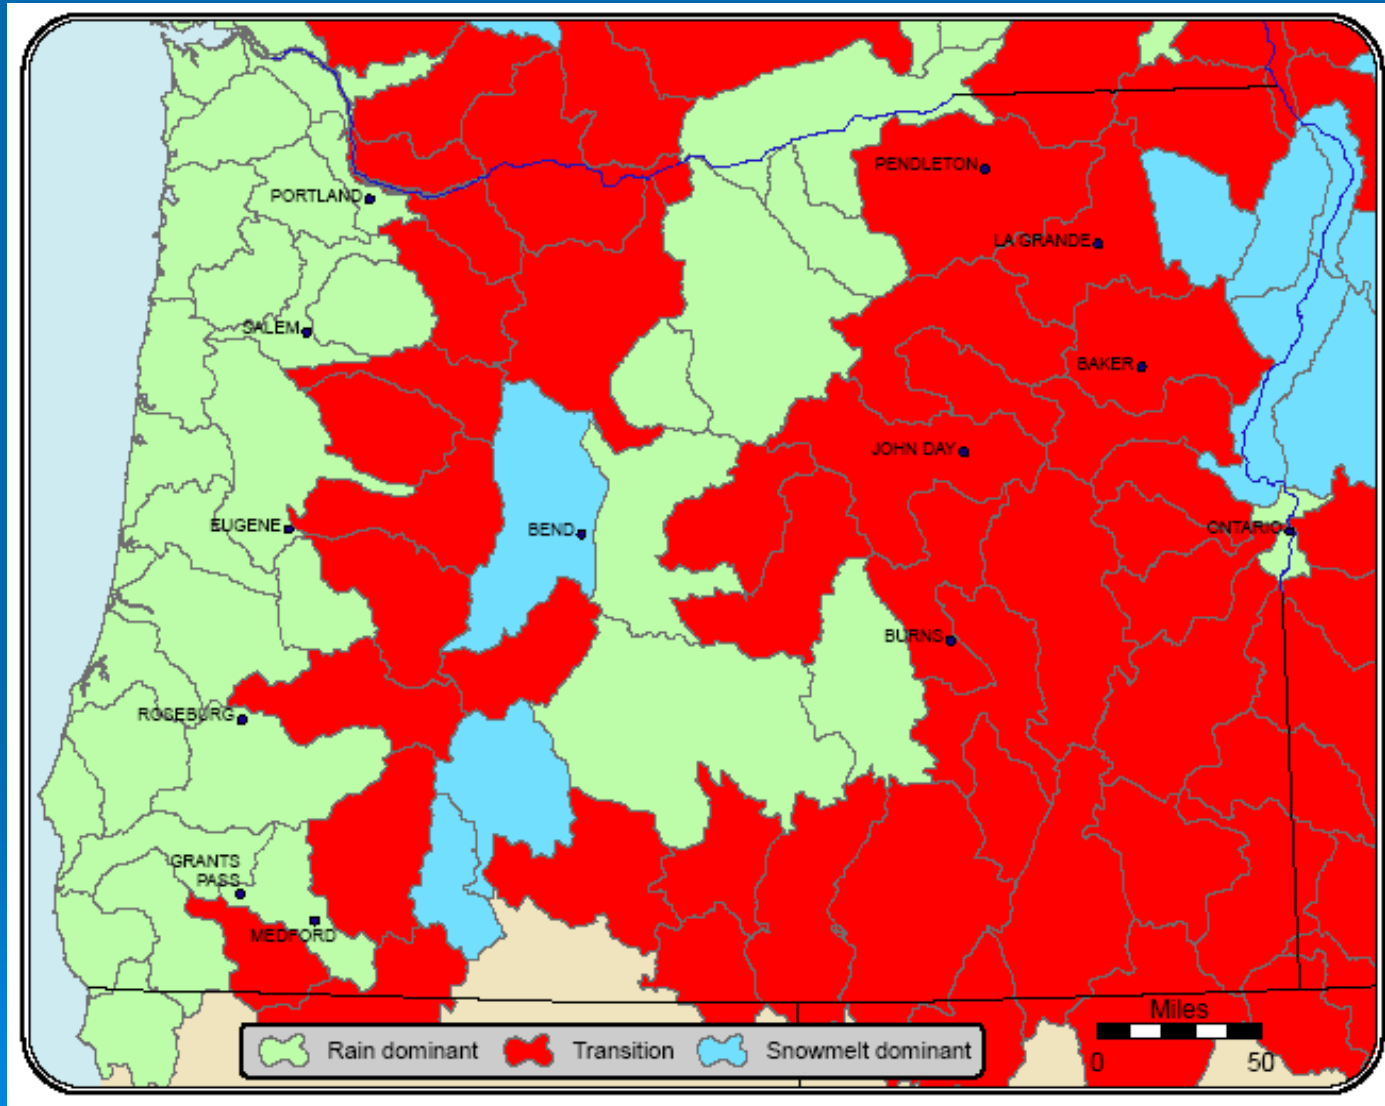 PENDLETON
PORTLAND
LA GRANDE
SALEM
BAKER
JOHN DAY
EUGENE
BEND
ONTARIO
BURNS
ROSEBURG
GRANTS
PASS
MEDFORD
Miles
0 50
Rain dominant Transition Snowmelt dominant